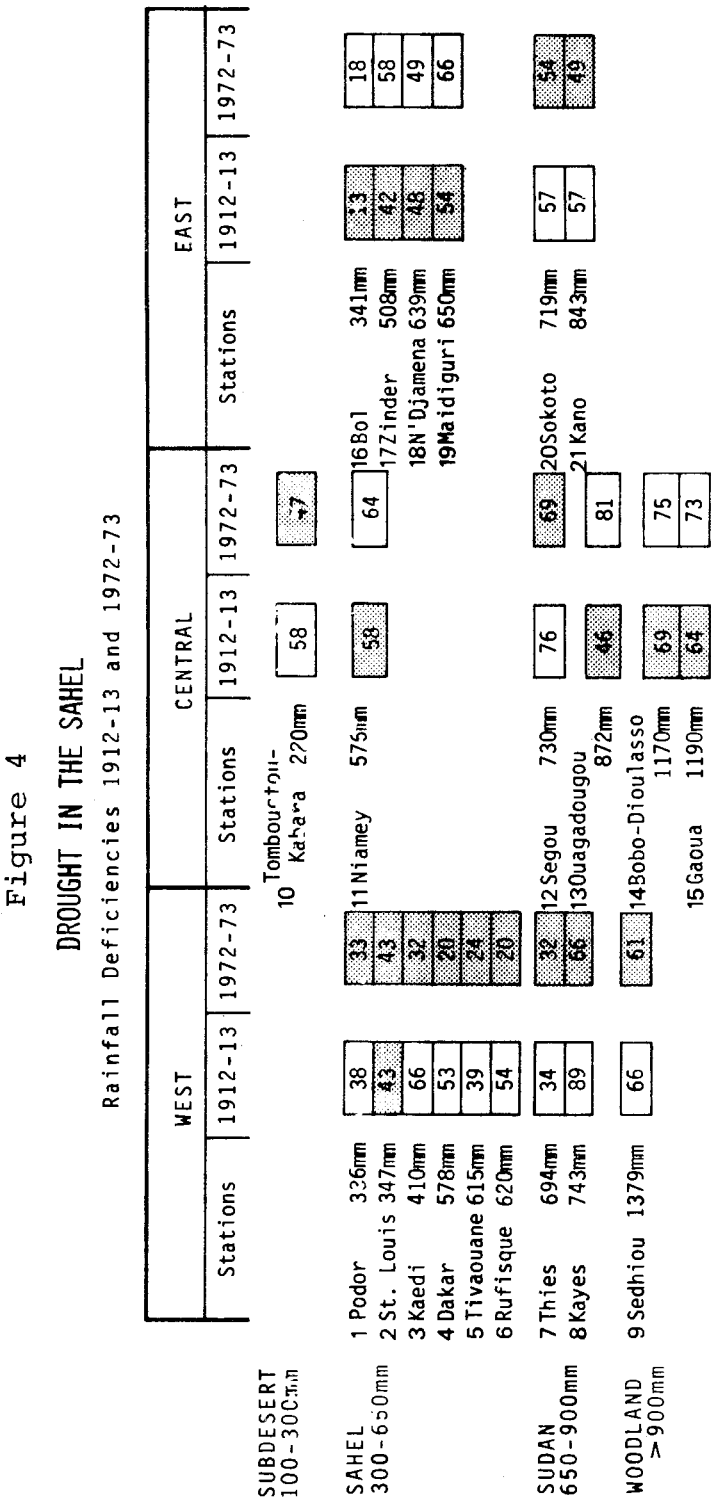 Figure 4
DROUGHT IN THE SAHEL
Rainfall Deficiencies 1912-13 and 1972-73
WEST CENTRAL EAST
Stations 1912-13 1972-73 Stations 1912-13 1972-73 Stations 1912-13 1972-73
SUBDESERT
100-300mm
10 Tombouctou-
Kabara 270mm 58
SAHEL
300-650mm
1 Podor 336mm 38 33 11 Niamey 575mm 58 64 16 Bol 341mm 13 18
2 St. Louis 347mm 43 43 17 Zinder 508mm 42 58
3 Kaedi 410mm 66 32 18 N'Djamena 639mm 48 49
4 Dakar 578mm 53 20 19 Maidiguri 650mm 54 66
5 Tivaouane 615mm 39 24
6 Rufisque 620mm 54 20
SUDAN
650-900mm
7 Thies 694mm 34 32 12 Segou 730mm 76 69 20 Sokoto 719mm 57 54
8 Kayes 743mm 89 66 13 Ouagadougou 21 Kano 843mm 57 49
872mm 46 81
WOODLAND
>900mm
9 Sedhiou 1379mm 66 61 14 Bobo-Dioulasso
1170mm 69 75
15 Gaoua 1190mm 64 73